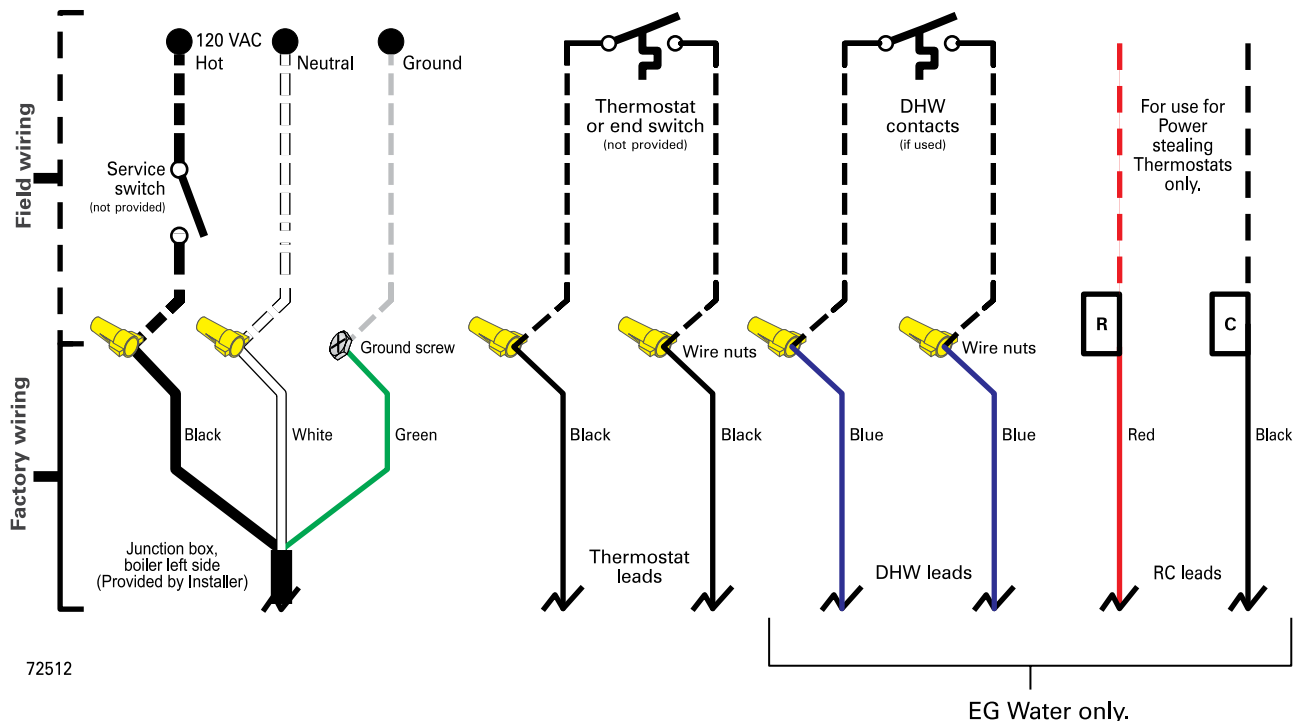 Field wiring
Factory wiring
120 VAC
Hot
Neutral
Ground
Service
switch
(not provided)
Thermostat
or end switch
(not provided)
DHW
contacts
(if used)
For use for
Power
stealing
Thermostats
only.
Ground screw
Wire nuts
Wire nuts
R
C
Black
White
Green
Black
Black
Blue
Blue
Red
Black
Junction box,
boiler left side
(Provided by Installer)
Thermostat
leads
DHW leads
RC leads
72512
EG Water only.